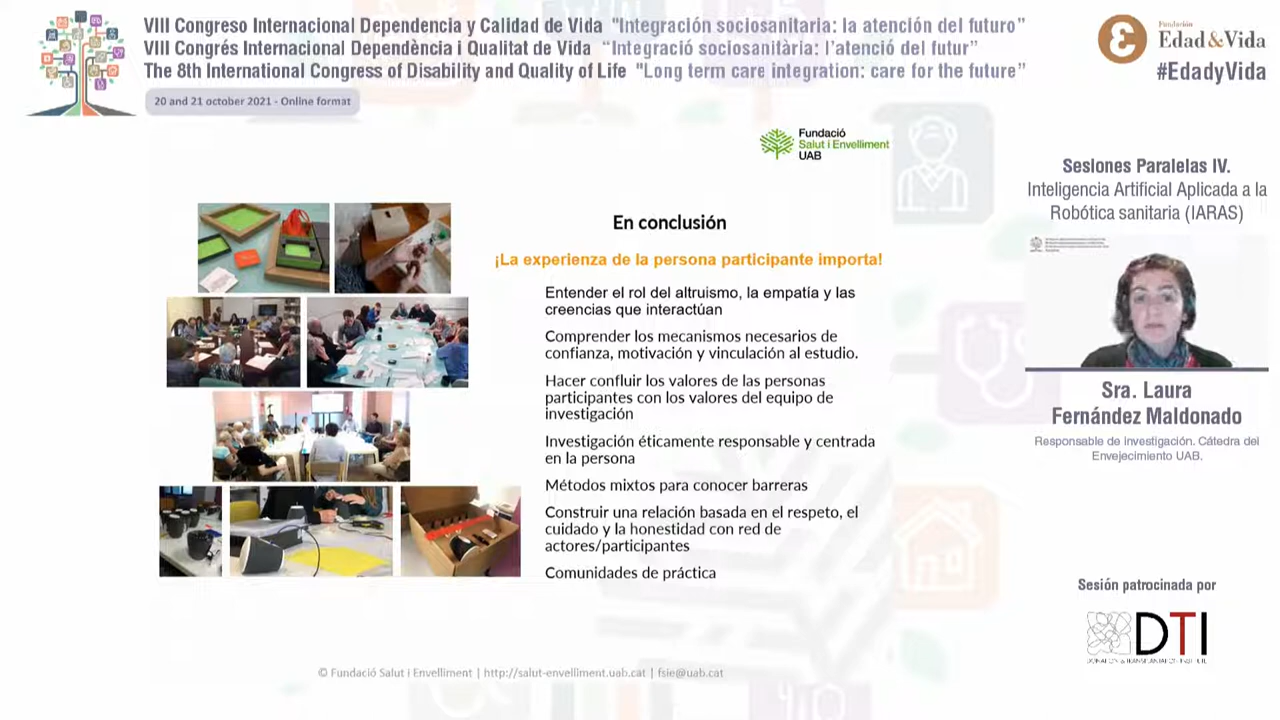 VIII Congreso Internacional Dependencia y Calidad de Vida "Integración sociosanitaria: la atención del futuro"
VIII Congrés Internacional Dependència i Qualitat de Vida "Integració sociosanitària: l'atenció del futur"
The 8th International Congress of Disability and Quality of Life "Long term care integration: care for the future"
20 and 21 october 2021 - Online format
Fundación
Edad&Vida
#EdadyVida
Fundació
Salut i Envelliment
UAB
En conclusión
¡La experiencia de la persona participante importa!
Entender el rol del altruismo, la empatía y las
creencias que interactúan
Comprender los mecanismos necesarios de
confianza, motivación y vinculación al estudio.
Hacer confluir los valores de las personas
participantes con los valores del equipo de
investigación
Investigación éticamente responsable y centrada
en la persona
Métodos mixtos para conocer barreras
Construir una relación basada en el respeto, el
cuidado y la honestidad con red de
actores/participantes
Comunidades de práctica
© Fundació Salut i Envelliment | http://salut-envelliment.uab.cat | fsie@uab.cat
Sesiones Paralelas IV.
Inteligencia Artificial Aplicada a la
Robótica sanitaria (IARAS)
Sra. Laura
Fernández Maldonado
Responsable de investigación. Cátedra del
Envejecimiento UAB.
Sesión patrocinada por
DTI
DONATION & TRANSPLANTATION INSTITUTE